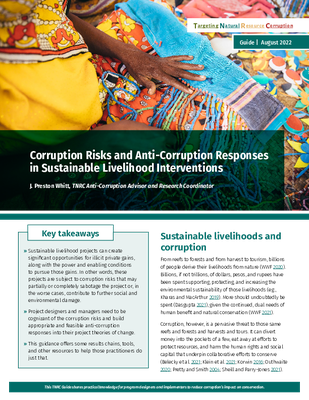 Targeting Natural Resource Corruption
Guide | August 2022
Corruption Risks and Anti-Corruption Responses
in Sustainable Livelihood Interventions
J. Preston Whitt, TNRC Anti-Corruption Advisor and Research Coordinator
Key takeaways
» Sustainable livelihood projects can create
significant opportunities for illicit private gains,
along with the power and enabling conditions
to pursue those gains. In other words, these
projects are subject to corruption risks that may
partially or completely sabotage the project or, in
the worse cases, contribute to further social and
environmental damage.
» Project designers and managers need to be
cognisant of the corruption risks and build
appropriate and feasible anti-corruption
responses into their project theories of change.
» This guidance offers some results chains, tools,
and other resources to help those practitioners do
just that.
Sustainable livelihoods and
corruption
From reefs to forests and from harvest to tourism, billions
of people derive their livelihoods from nature (WWF 2020).
Billions, if not trillions, of dollars, pesos, and rupees have
been spent supporting, protecting, and increasing the
environmental sustainability of those livelihoods (e.g.,
Kharas and MacArthur 2019). More should undoubtedly be
spent (Dasgupta 2021), given the continued, dual needs of
human benefit and natural conservation (WWF 2021).
Corruption, however, is a pervasive threat to those same
reefs and forests and harvests and tours. It can divert
money into the pockets of a few, eat away at efforts to
protect resources, and harm the human rights and social
capital that underpin collaborative efforts to conserve
(Belecky et al. 2021; Klein et al. 2021; Korwin 2016; Outhwaite
2020; Pretty and Smith 2004; Sheill and Parry-Jones 2021).
This TNRC Guide shares practical knowledge for program designers and implementers to reduce corruption's impact on conservation.